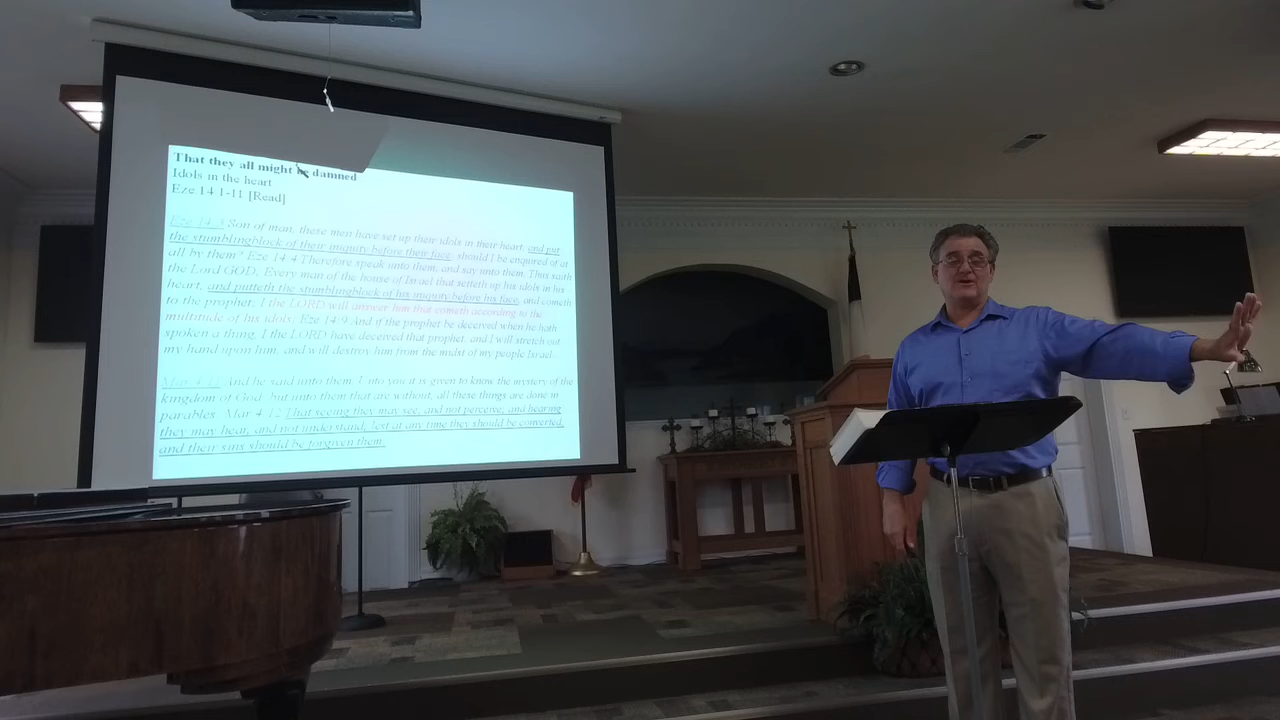 That they all might be damned
Idols in the heart
Eze 14 1-11 [Read]
Eze 14:3 Son of man, these men have set up their idols in their heart, and put
the stumblingblock of their iniquity before their face: should I be enquired of at
all by them? Eze 14:4 Therefore speak unto them, and say unto them, Thus saith
the Lord GOD, Every man of the house of Israel that setteth up his idols in his
heart, and putteth the stumblingblock of his iniquity before his face, and cometh
to the prophet; I the LORD will answer him that cometh according to the
multitude of his idols; Eze 14:9 And if the prophet be deceived when he hath
spoken a thing, I the LORD have deceived that prophet, and I will stretch out
my hand upon him, and will destroy him from the midst of my people Israel.
Mar 4:11 And he said unto them, Unto you it is given to know the mystery of the
kingdom of God: but unto them that are without, all these things are done in
parables: Mar 4:12 That seeing they may see, and not perceive; and hearing
they may hear, and not understand; lest at any time they should be converted,
and their sins should be forgiven them.